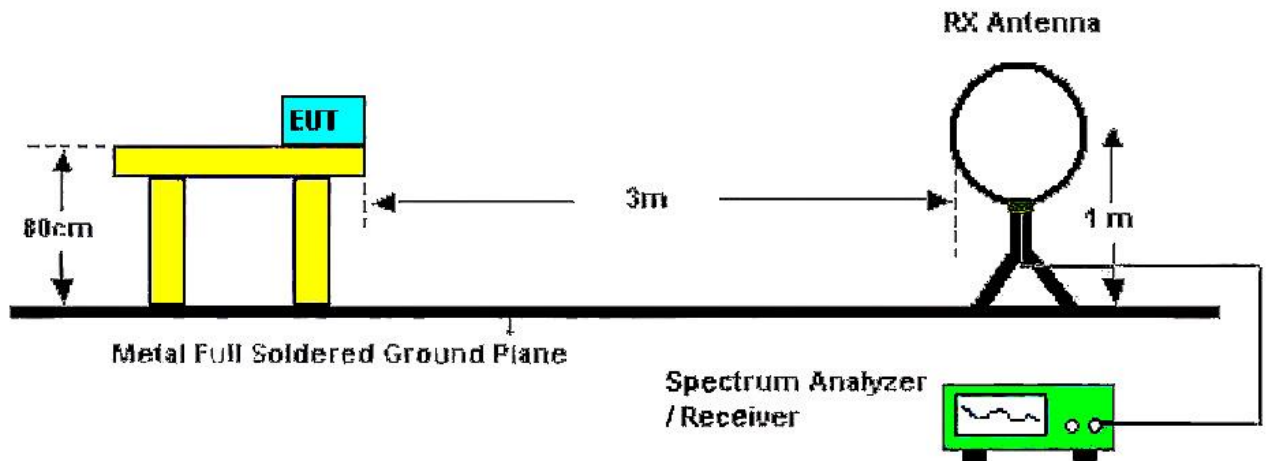 RX Antenna
EUT
3m
80cm
1 m
Metal Full Soldered Ground Plane
Spectrum Analyzer
/ Receiver